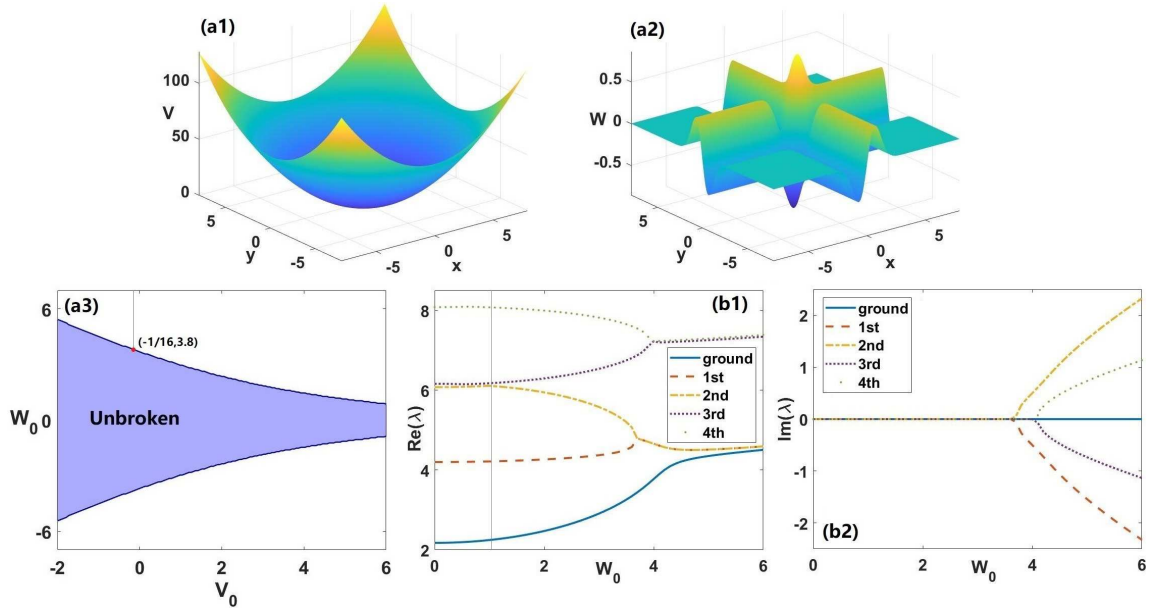 (a1)
V
100
50
0
5
0
-5
y
-5
0
5
x
(a2)
W
0.5
0
-0.5
5
0
-5
y
-5
0
5
x
(a3)
6
0
-6
W0
(-1/16,3.8)
Unbroken
-2
0
2
4
6
V0
(b1)
8
6
4
2
Re(λ)
ground
1st
2nd
3rd
4th
0
2
4
6
W0
2
1
0
-1
-2
Im(λ)
ground
1st
2nd
3rd
4th
(b2)
0
2
4
6
W0